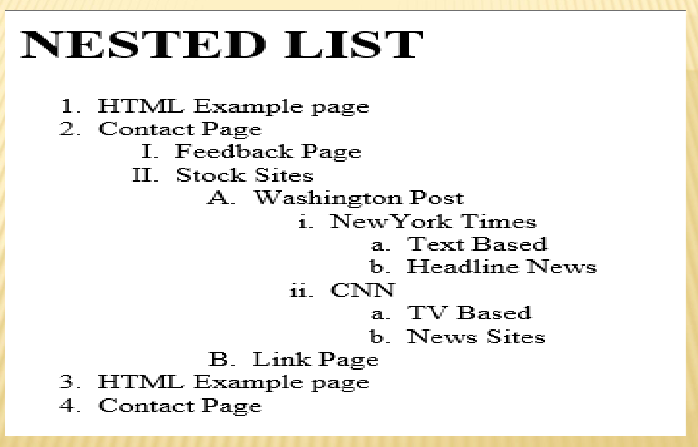 NESTED LIST
1. HTML Example page
2. Contact Page
I. Feedback Page
II. Stock Sites
A. Washington Post
i. NewYork Times
a. Text Based
b. Headline News
ii. CNN
a. TV Based
b. News Sites
B. Link Page
3. HTML Example page
4. Contact Page